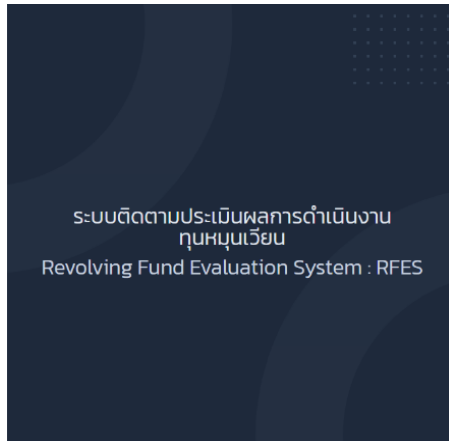 ระบบติดตามประเมินผลการดำเนินงาน
ทุนหมุนเวียน
Revolving Fund Evaluation System : RFES